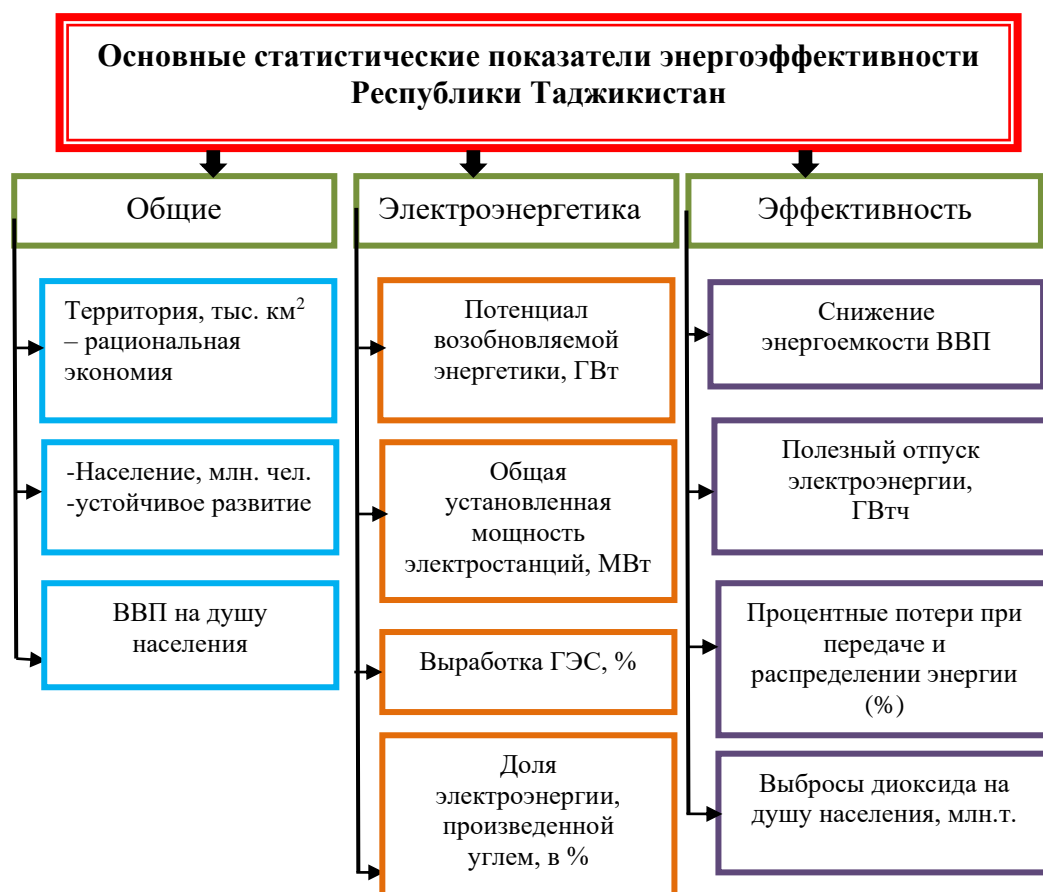 Основные статистические показатели энергоэффективности
Республики Таджикистан
Общие
Территория, тыс. км²
– рациональная
экономия
-Население, млн. чел.
-устойчивое развитие
ВВП на душу
населения
Электроэнергетика
Потенциал
возобновляемой
энергетики, ГВт
Общая
установленная
мощность
электростанций, МВт
Выработка ГЭС, %
Доля
электроэнергии,
произведенной
углем, в %
Эффективность
Снижение
энергоемкости ВВП
Полезный отпуск
электроэнергии,
ГВтч
Процентные потери при
передаче и
распределении энергии
(%)
Выбросы диоксида на
душу населения, млн.т.